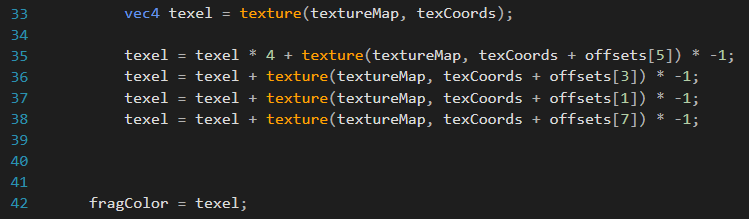 33 vec4 texel = texture(textureMap, texCoords);
34
35 texel = texel * 4 + texture(textureMap, texCoords + offsets[5]) * -1;
36 texel = texel + texture(textureMap, texCoords + offsets[3]) * -1;
37 texel = texel + texture(textureMap, texCoords + offsets[1]) * -1;
38 texel = texel + texture(textureMap, texCoords + offsets[7]) * -1;
39
40
41
42 fragColor = texel;